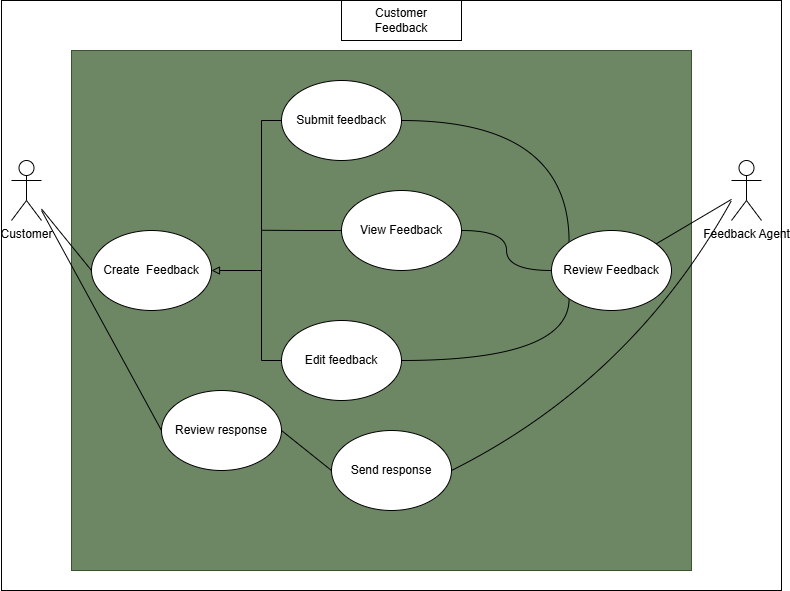 Customer
Feedback
Submit feedback
View Feedback
Customer
Feedback Agent
Create  Feedback
Review Feedback
Edit feedback
Review response
Send response